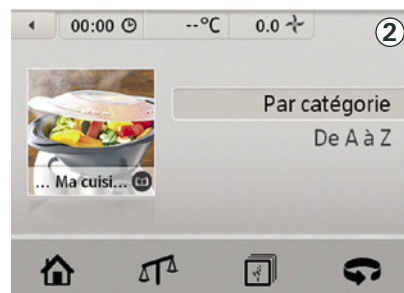 00:00 --°C 0.0
2
Par catégorie
De A à Z
... Ma cuisi...